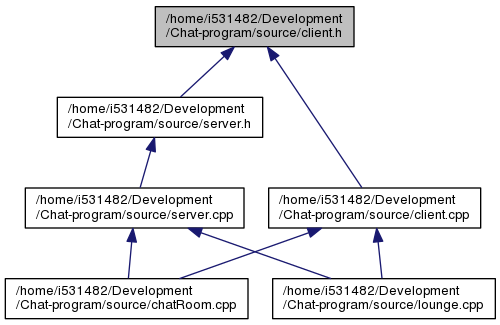 /home/i531482/Development
/Chat-program/source/client.h
/home/i531482/Development
/Chat-program/source/server.h
/home/i531482/Development
/Chat-program/source/server.cpp
/home/i531482/Development
/Chat-program/source/client.cpp
/home/i531482/Development
/Chat-program/source/chatRoom.cpp
/home/i531482/Development
/Chat-program/source/lounge.cpp